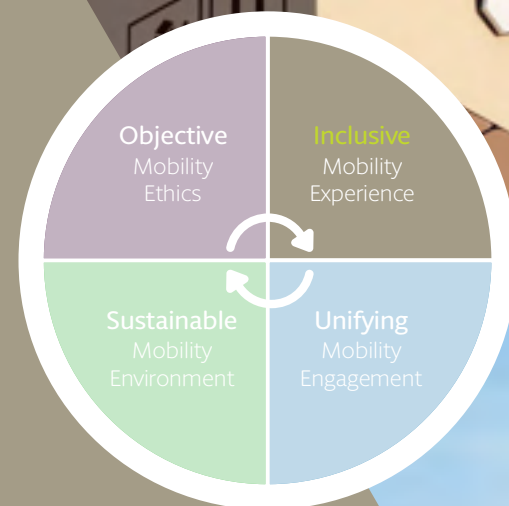 Objective
Mobility
Ethics
Inclusive
Mobility
Experience
Sustainable
Mobility
Environment
Unifying
Mobility
Engagement